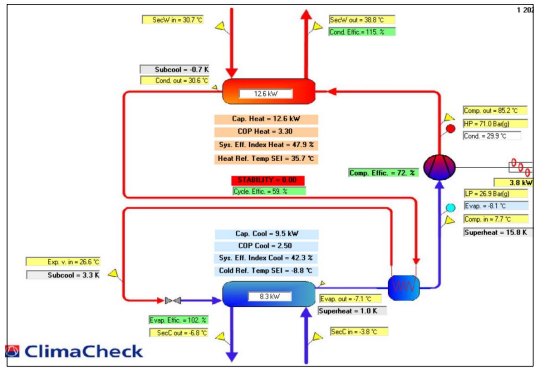 1 202
SecW in = 30.7 °C
SecW out = 38.8 °C
Cond. Effic.= 115. %
Subcool = -0.7 K
Cond. out = 30.6 °C
12.6 kW
Comp. out = 85.2 °C
HP = 71.0 Bar(g)
Cond. = 29.9 °C
Cap. Heat = 12.6 kW
COP Heat = 3.30
Sys. Eff. Index Heat = 47.9 %
Heat Ref. Temp SEI = 35.7 °C
Comp. Effic. = 72. %
STABILITY = 0.00
Cycle. Effic.= 59. %
3.8 kW
LP = 26.9 Bar(g)
Evap. = -8.1 °C
Comp. in = 7.7 °C
Superheat = 15.8 K
Cap. Cool = 9.5 kW
COP Cool = 2.50
Sys. Eff. Index Cool = 42.3 %
Cold Ref. Temp SEI = -8.8 °C
Exp. v. in = 26.6 °C
Subcool = 3.3 K
8.3 kW
Evap. out = -7.1 °C
Superheat = 1.0 K
Evap. Effic.= 102. %
SecC out = -6.8 °C
SecC in = -3.8 °C
ClimaCheck